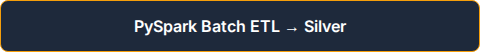 PySpark Batch ETL → Silver